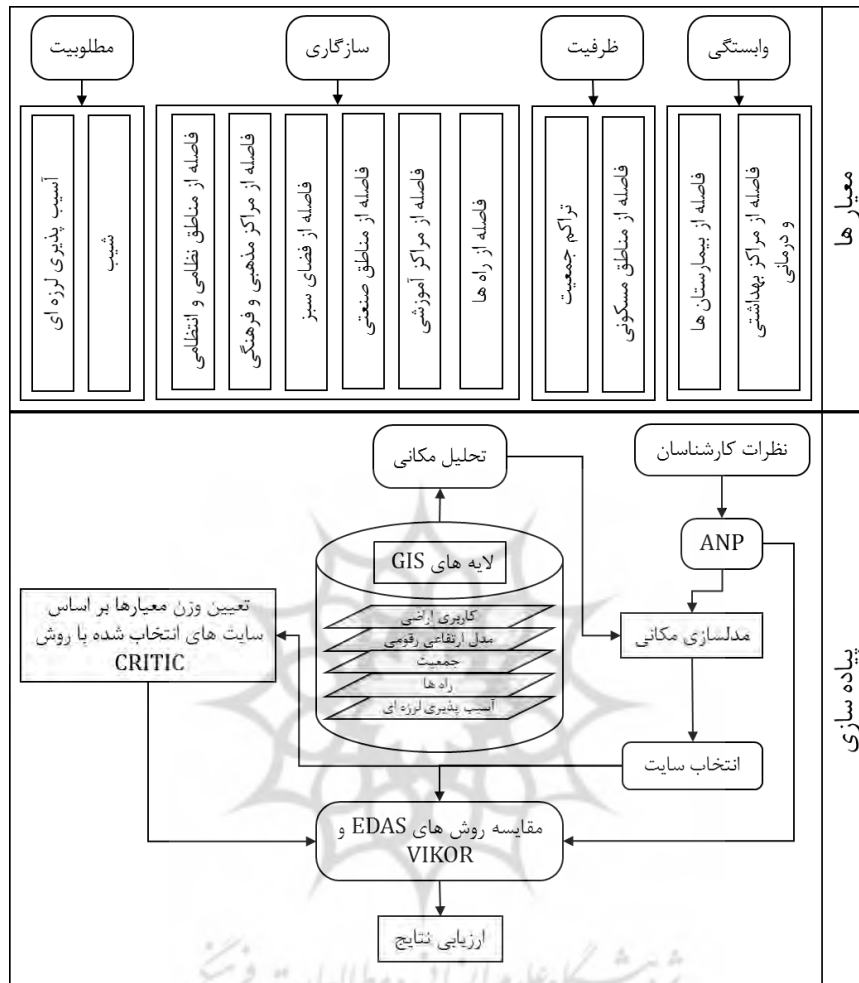 معیار ها
وابستگی
ظرفیت
سازگاری
مطلوبیت
فاصله از مراکز بهداشتی
و درمانی
فاصله از بیمارستان ها
فاصله از مناطق مسکونی
تراکم جمعیت
فاصله از راه ها
فاصله از مراکز آموزشی
فاصله از مناطق صنعتی
فاصله از فضای سبز
فاصله از مراکز مذهبی و فرهنگی
فاصله از مناطق نظامی و انتظامی
شیب
آسیب پذیری لرزه ای
پیاده سازی
نظرات کارشناسان
تحلیل مکانی
ANP
لایه های GIS
کاربری اراضی
مدل ارتفاعی رقومی
جمعیت
راه ها
آسیب پذیری لرزه ای
مدلسازی مکانی
تعیین وزن معیارها بر اساس
سایت های انتخاب شده با روش
CRITIC
انتخاب سایت
مقایسه روش های EDAS و
VIKOR
ارزیابی نتایج